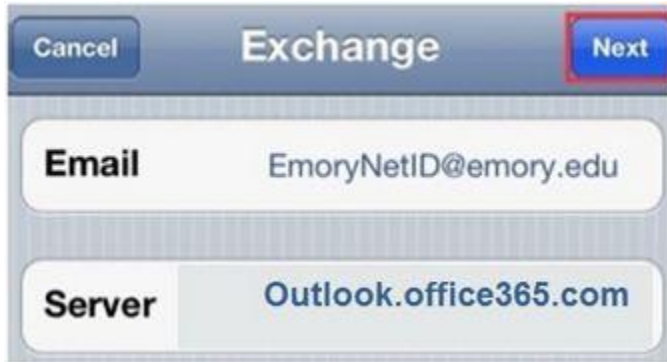 Cancel Exchange Next
Email EmoryNetID@emory.edu
Server Outlook.office365.com